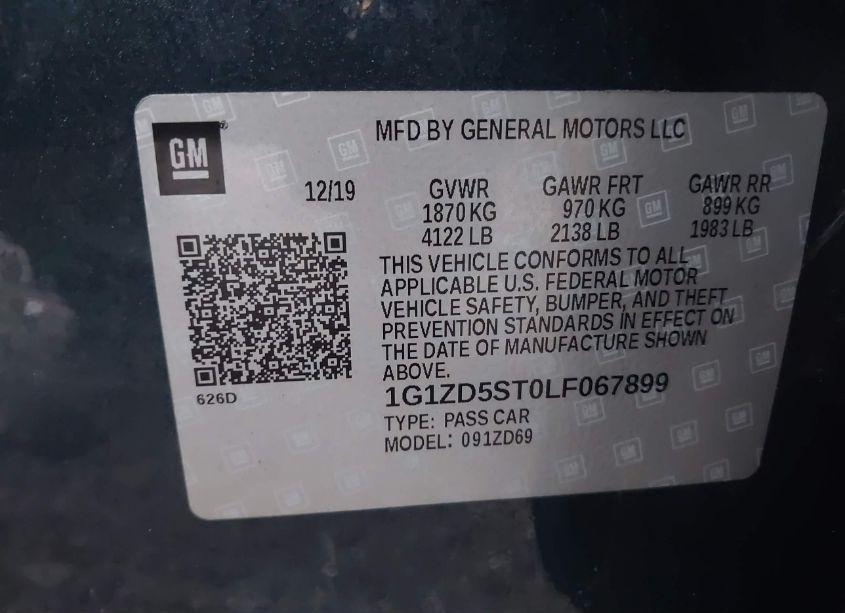 GM
MFD BY GENERAL MOTORS LLC
12/19
GVWR GAWR FRT GAWR RR
1870 KG 970 KG 899 KG
4122 LB 2138 LB 1983 LB
THIS VEHICLE CONFORMS TO ALL
APPLICABLE U.S. FEDERAL MOTOR
VEHICLE SAFETY, BUMPER, AND THEFT
PREVENTION STANDARDS IN EFFECT ON
THE DATE OF MANUFACTURE SHOWN
ABOVE.
626D
1G1ZD5ST0LF067899
TYPE: PASS CAR
MODEL: 091ZD69